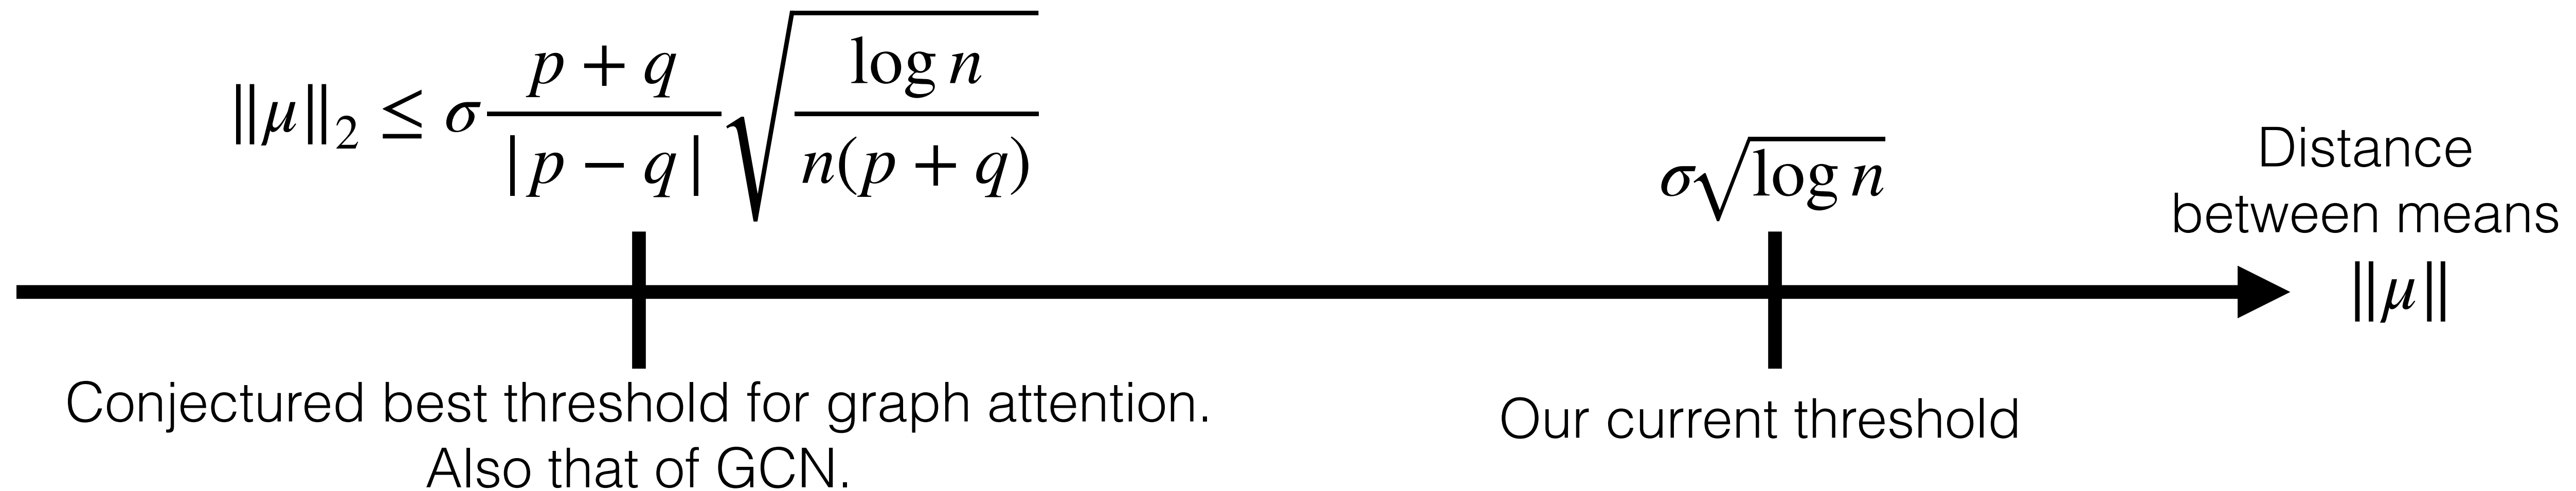 ‖μ‖₂ ≤ σ (p + q)/|p − q| √(log n / n(p + q))
σ√log n
Distance
between means
‖μ‖
Conjectured best threshold for graph attention.
Also that of GCN.
Our current threshold